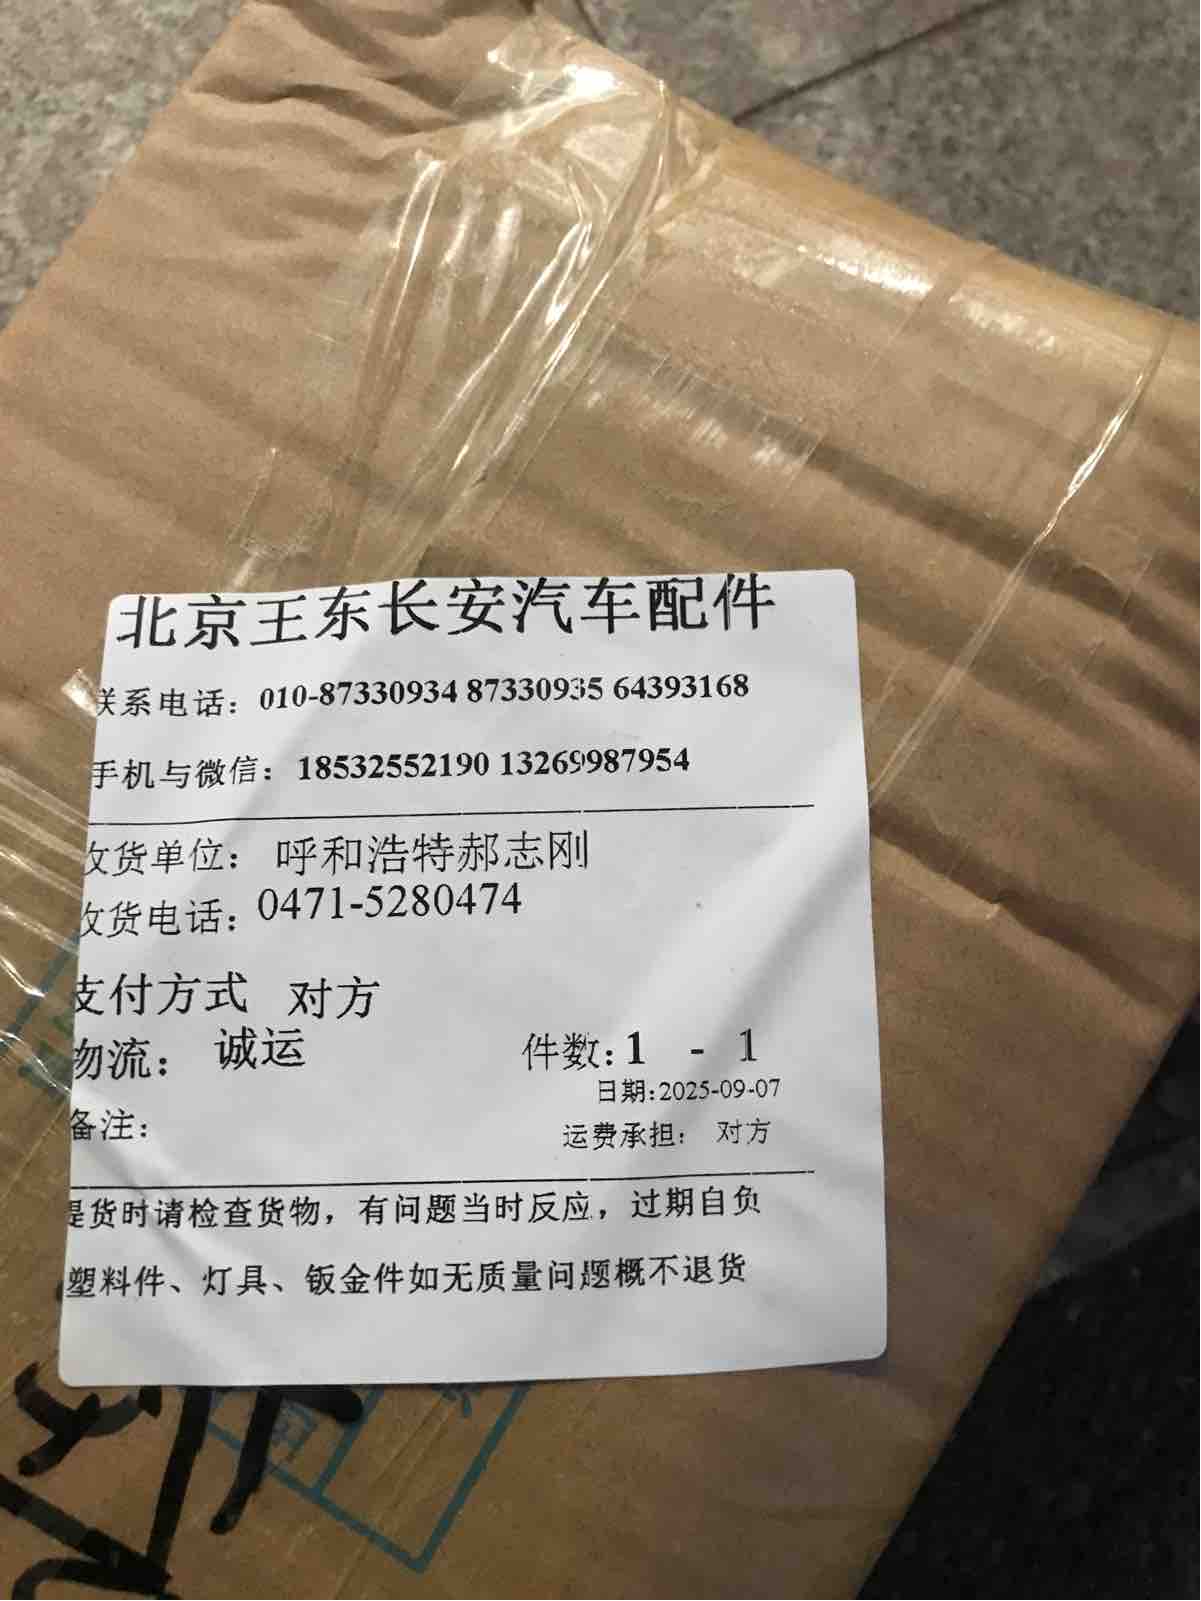 北京王东长安汽车配件
联系电话：010-87330934 87330935 64393168
手机与微信：18532552190 13269987954
收货单位：呼和浩特郝志刚
收货电话：0471-5280474
支付方式 对方
物流：诚运 件数：1 - 1
日期:2025-09-07
备注：
运费承担： 对方
提货时请检查货物，有问题当时反应，过期自负
塑料件、灯具、钣金件如无质量问题概不退货